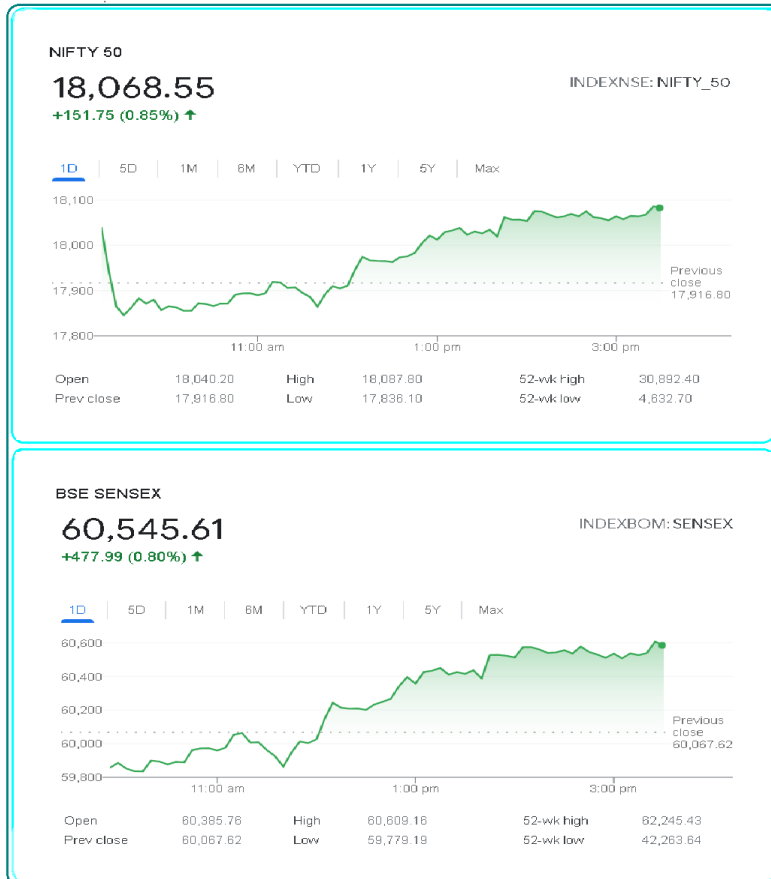 NIFTY 50
18,068.55
INDEXNSE: NIFTY_50
+151.75 (0.85%) ↑
1D 5D 1M 6M YTD 1Y 5Y Max
18,100
18,000
17,900
17,800
Previous
close
17,916.80
11:00 am 1:00 pm 3:00 pm
Open 18,040.20 High 18,087.80 52-wk high 30,892.40
Prev close 17,916.80 Low 17,836.10 52-wk low 4,632.70
BSE SENSEX
60,545.61
INDEXBOM: SENSEX
+477.99 (0.80%) ↑
1D 5D 1M 6M YTD 1Y 5Y Max
60,600
60,400
60,200
60,000
59,800
Previous
close
60,067.62
11:00 am 1:00 pm 3:00 pm
Open 60,385.76 High 60,609.16 52-wk high 62,245.43
Prev close 60,067.62 Low 59,779.19 52-wk low 42,263.64